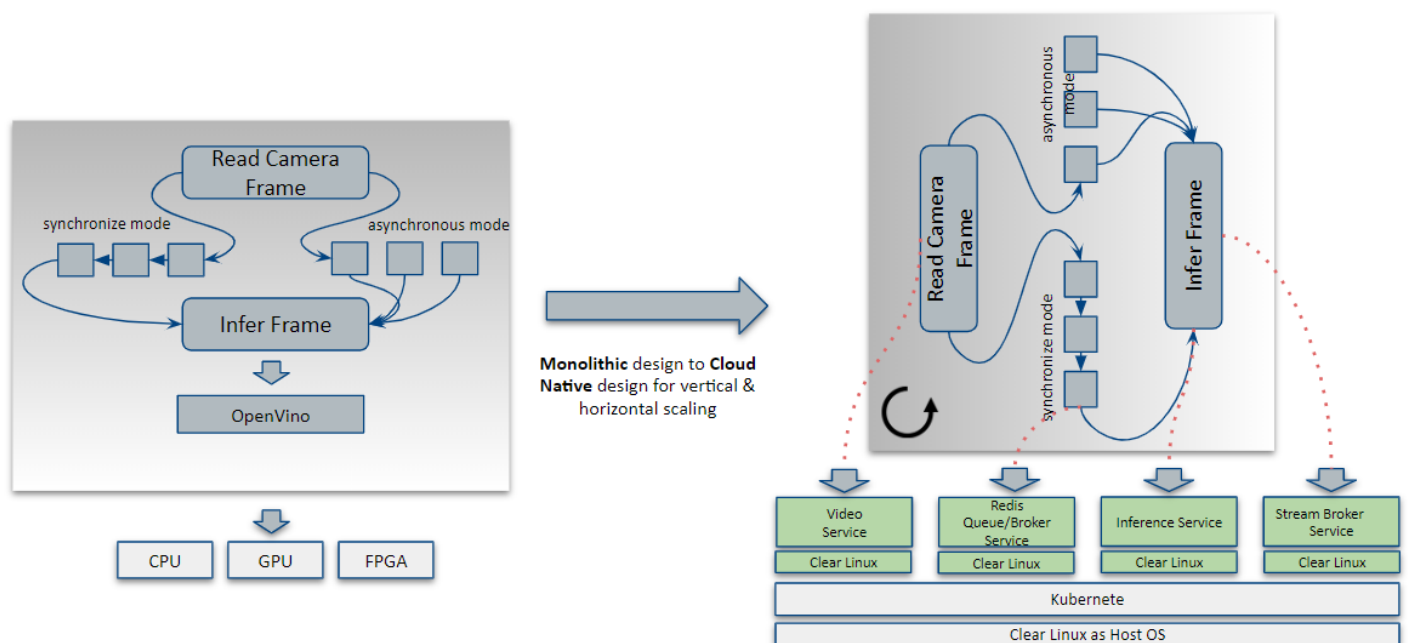 Read Camera
Frame
synchronize mode
asynchronous mode
Infer Frame
OpenVino
CPU
GPU
FPGA
Monolithic design to Cloud
Native design for vertical &
horizontal scaling
asynchronous
mode
Read Camera
Frame
Infer Frame
synchronize mode
Video
Service
Redis
Queue/Broker
Service
Inference Service
Stream Broker
Service
Clear Linux
Clear Linux
Clear Linux
Clear Linux
Kubernete
Clear Linux as Host OS